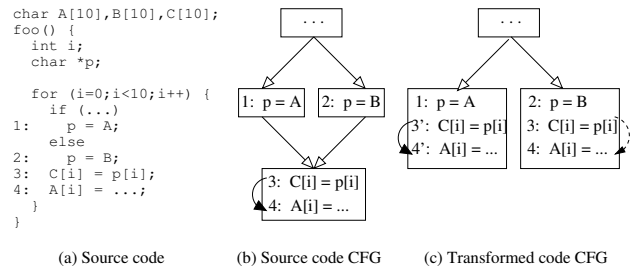 char A[10],B[10],C[10];
foo() {
int i;
char *p;
for (i=0;i<10;i++) {
if (...)
1: p = A;
else
2: p = B;
3: C[i] = p[i];
4: A[i] = ...;
}
}
(a) Source code
...
1: p = A
2: p = B
3: C[i] = p[i]
4: A[i] = ...
(b) Source code CFG
...
1: p = A
3': C[i] = p[i]
4': A[i] = ...
2: p = B
3: C[i] = p[i]
4: A[i] = ...
(c) Transformed code CFG